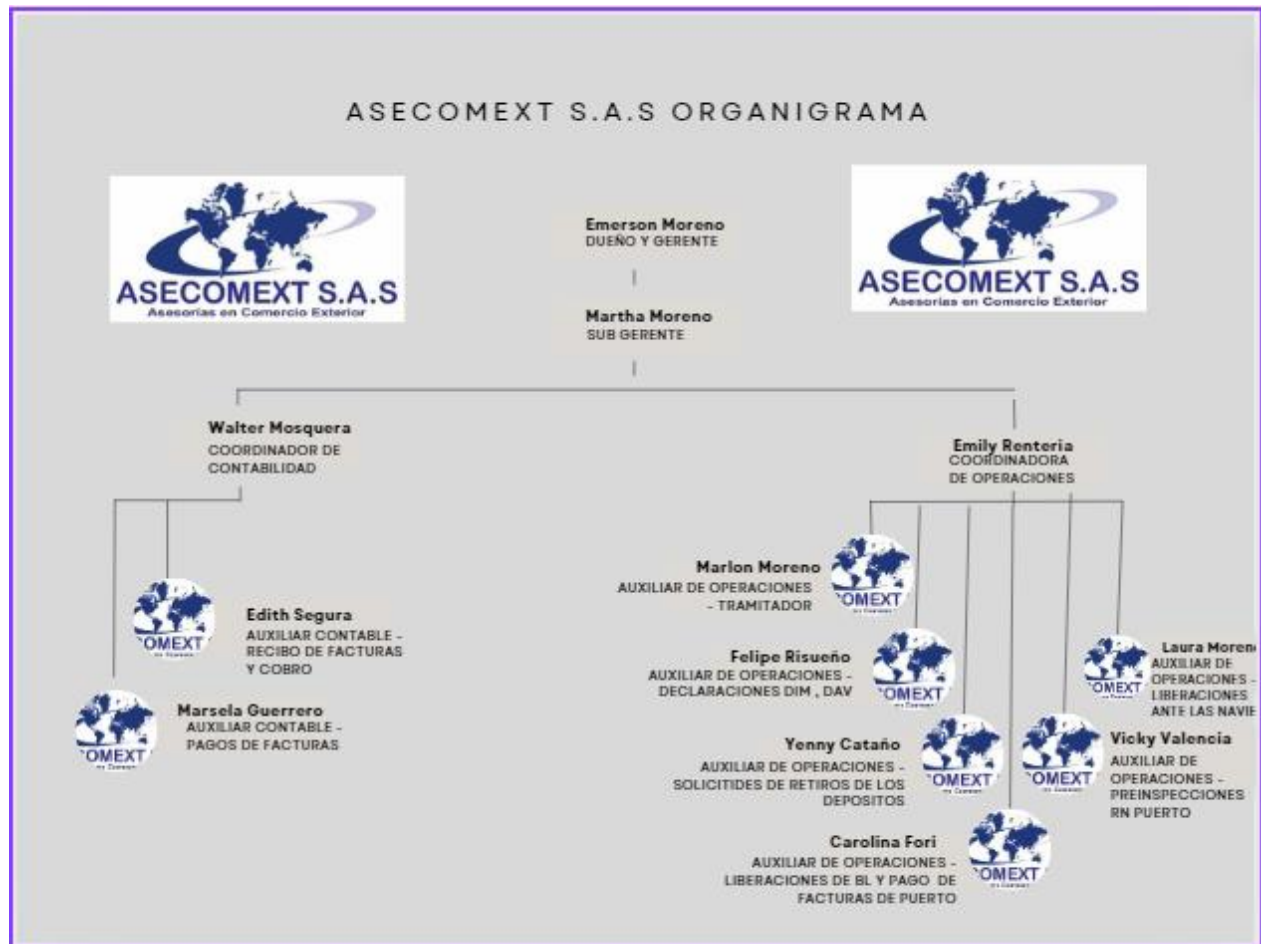 ASECOMEXT S.A.S ORGANIGRAMA
ASECOMEXT S.A.S
Asesorías en Comercio Exterior
ASECOMEXT S.A.S
Asesorías en Comercio Exterior
Emerson Moreno
DUEÑO Y GERENTE
Martha Moreno
SUB GERENTE
Walter Mosquera
COORDINADOR DE
CONTABILIDAD
Emily Renteria
COORDINADORA
DE OPERACIONES
Edith Segura
AUXILIAR CONTABLE -
RECIBO DE FACTURAS
Y COBRO
OMEXT
Marsela Guerrero
AUXILIAR CONTABLE -
PAGOS DE FACTURAS
OMEXT
Marlon Moreno
AUXILIAR DE OPERACIONES
- TRAMITADOR
OMEXT
Felipe Risueño
AUXILIAR DE OPERACIONES -
DECLARACIONES DIM , DAV
OMEXT
Yenny Cataño
AUXILIAR DE OPERACIONES -
SOLICITIDES DE RETIROS DE LOS
DEPOSITOS
OMEXT
Carolina Fori
AUXILIAR DE OPERACIONES -
LIBERACIONES DE BL Y PAGO DE
FACTURAS DE PUERTO
OMEXT
Vicky Valencia
AUXILIAR DE
OPERACIONES -
PREINSPECCIONES
RN PUERTO
OMEXT
Laura Moren
AUXILIAR DE
OPERACIONES -
LIBERACIONES
ANTE LAS NAVIE
OMEXT